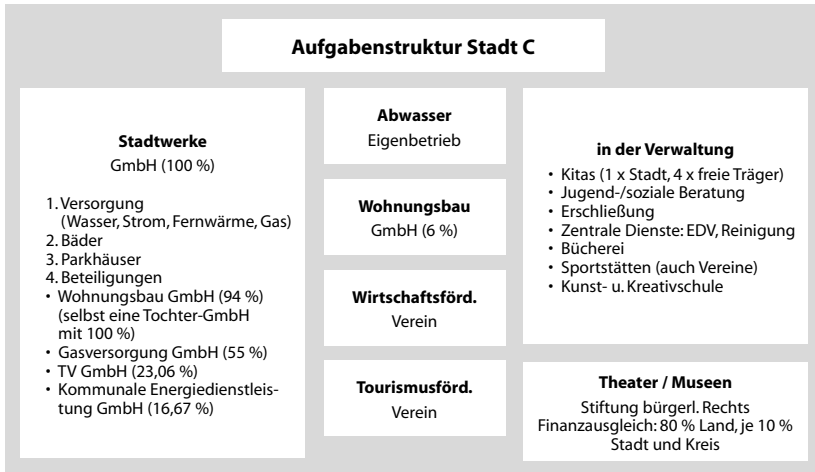 Aufgabenstruktur Stadt C
Stadtwerke
GmbH (100 %)
1. Versorgung
(Wasser, Strom, Fernwärme, Gas)
2. Bäder
3. Parkhäuser
4. Beteiligungen
• Wohnungsbau GmbH (94 %)
(selbst eine Tochter-GmbH
mit 100 %)
• Gasversorgung GmbH (55 %)
• TV GmbH (23,06 %)
• Kommunale Energiedienstleis-
tung GmbH (16,67 %)
Abwasser
Eigenbetrieb
Wohnungsbau
GmbH (6 %)
Wirtschaftsförd.
Verein
Tourismusförd.
Verein
in der Verwaltung
• Kitas (1 x Stadt, 4 x freie Träger)
• Jugend-/soziale Beratung
• Erschließung
• Zentrale Dienste: EDV, Reinigung
• Bücherei
• Sportstätten (auch Vereine)
• Kunst- u. Kreativschule
Theater / Museen
Stiftung bürgerl. Rechts
Finanzausgleich: 80 % Land, je 10 %
Stadt und Kreis